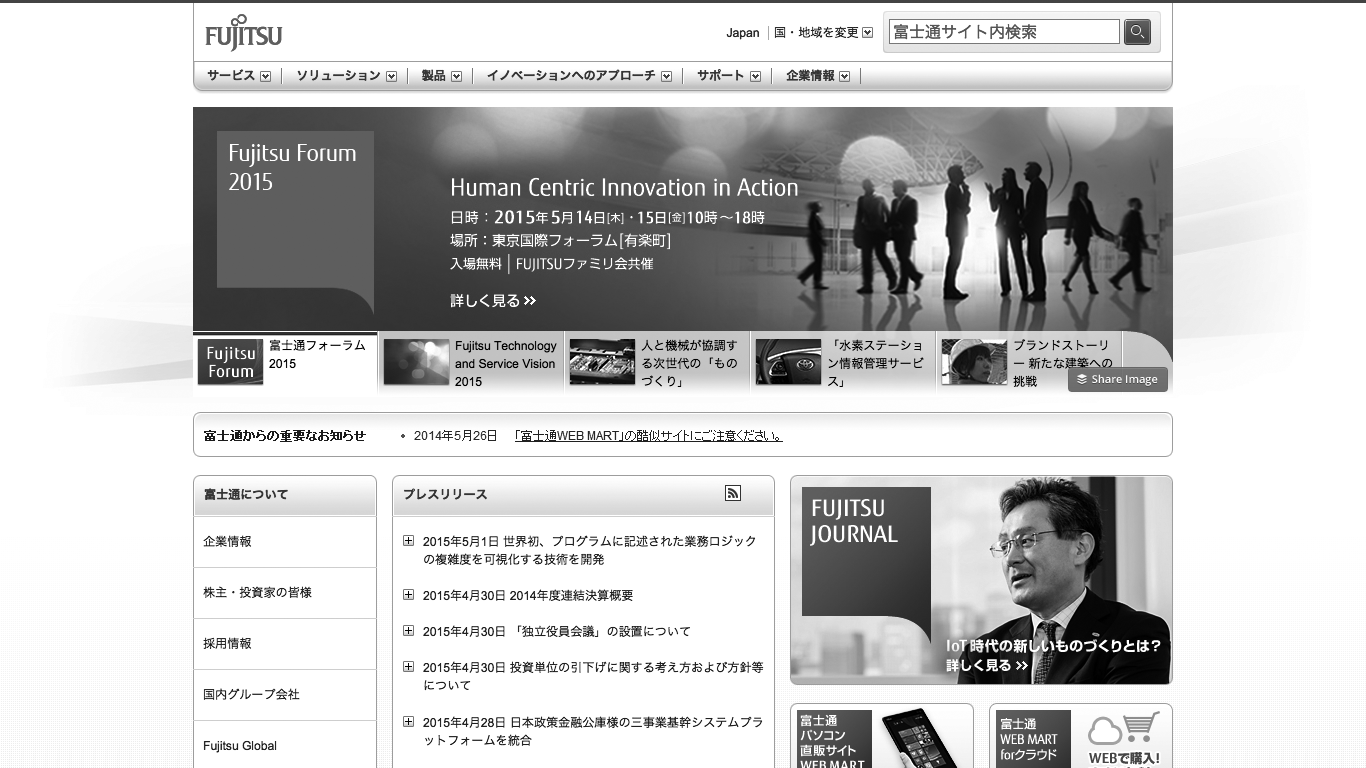 FUJITSU
Japan
国・地域を変更
富士通サイト内検索
サービス
ソリューション
製品
イノベーションへのアプローチ
サポート
企業情報
Fujitsu Forum
2015
Human Centric Innovation in Action
日時：2015年5月14日[木]・15日[金]10時～18時
場所：東京国際フォーラム[有楽町]
入場無料│FUJITSUファミリ会共催
詳しく見る
Fujitsu
Forum
富士通フォーラム
2015
Fujitsu Technology
and Service Vision
2015
人と機械が協調す
る次世代の「もの
づくり」
「水素ステーショ
ン情報管理サービ
ス」
ブランドストーリ
ー 新たな建築への
挑戦
Share Image
富士通からの重要なお知らせ
• 2014年5月26日 「富士通WEB MART」の酷似サイトにご注意ください。
富士通について
企業情報
株主・投資家の皆様
採用情報
国内グループ会社
Fujitsu Global
プレスリリース
2015年5月1日 世界初、プログラムに記述された業務ロジック
の複雑度を可視化する技術を開発
2015年4月30日 2014年度連結決算概要
2015年4月30日 「独立役員会議」の設置について
2015年4月30日 投資単位の引下げに関する考え方および方針等
について
2015年4月28日 日本政策金融公庫様の三事業基幹システムプラ
ットフォームを統合
FUJITSU
JOURNAL
IoT 時代の新しいものづくりとは？
詳しく見る
富士通
パソコン
直販サイト
WEB MART
富士通
WEB MART
forクラウド
WEBで購入!